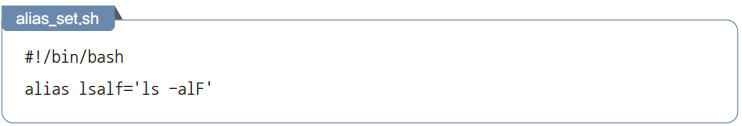 alias_set.sh
#!/bin/bash
alias lsalf='ls -alF'